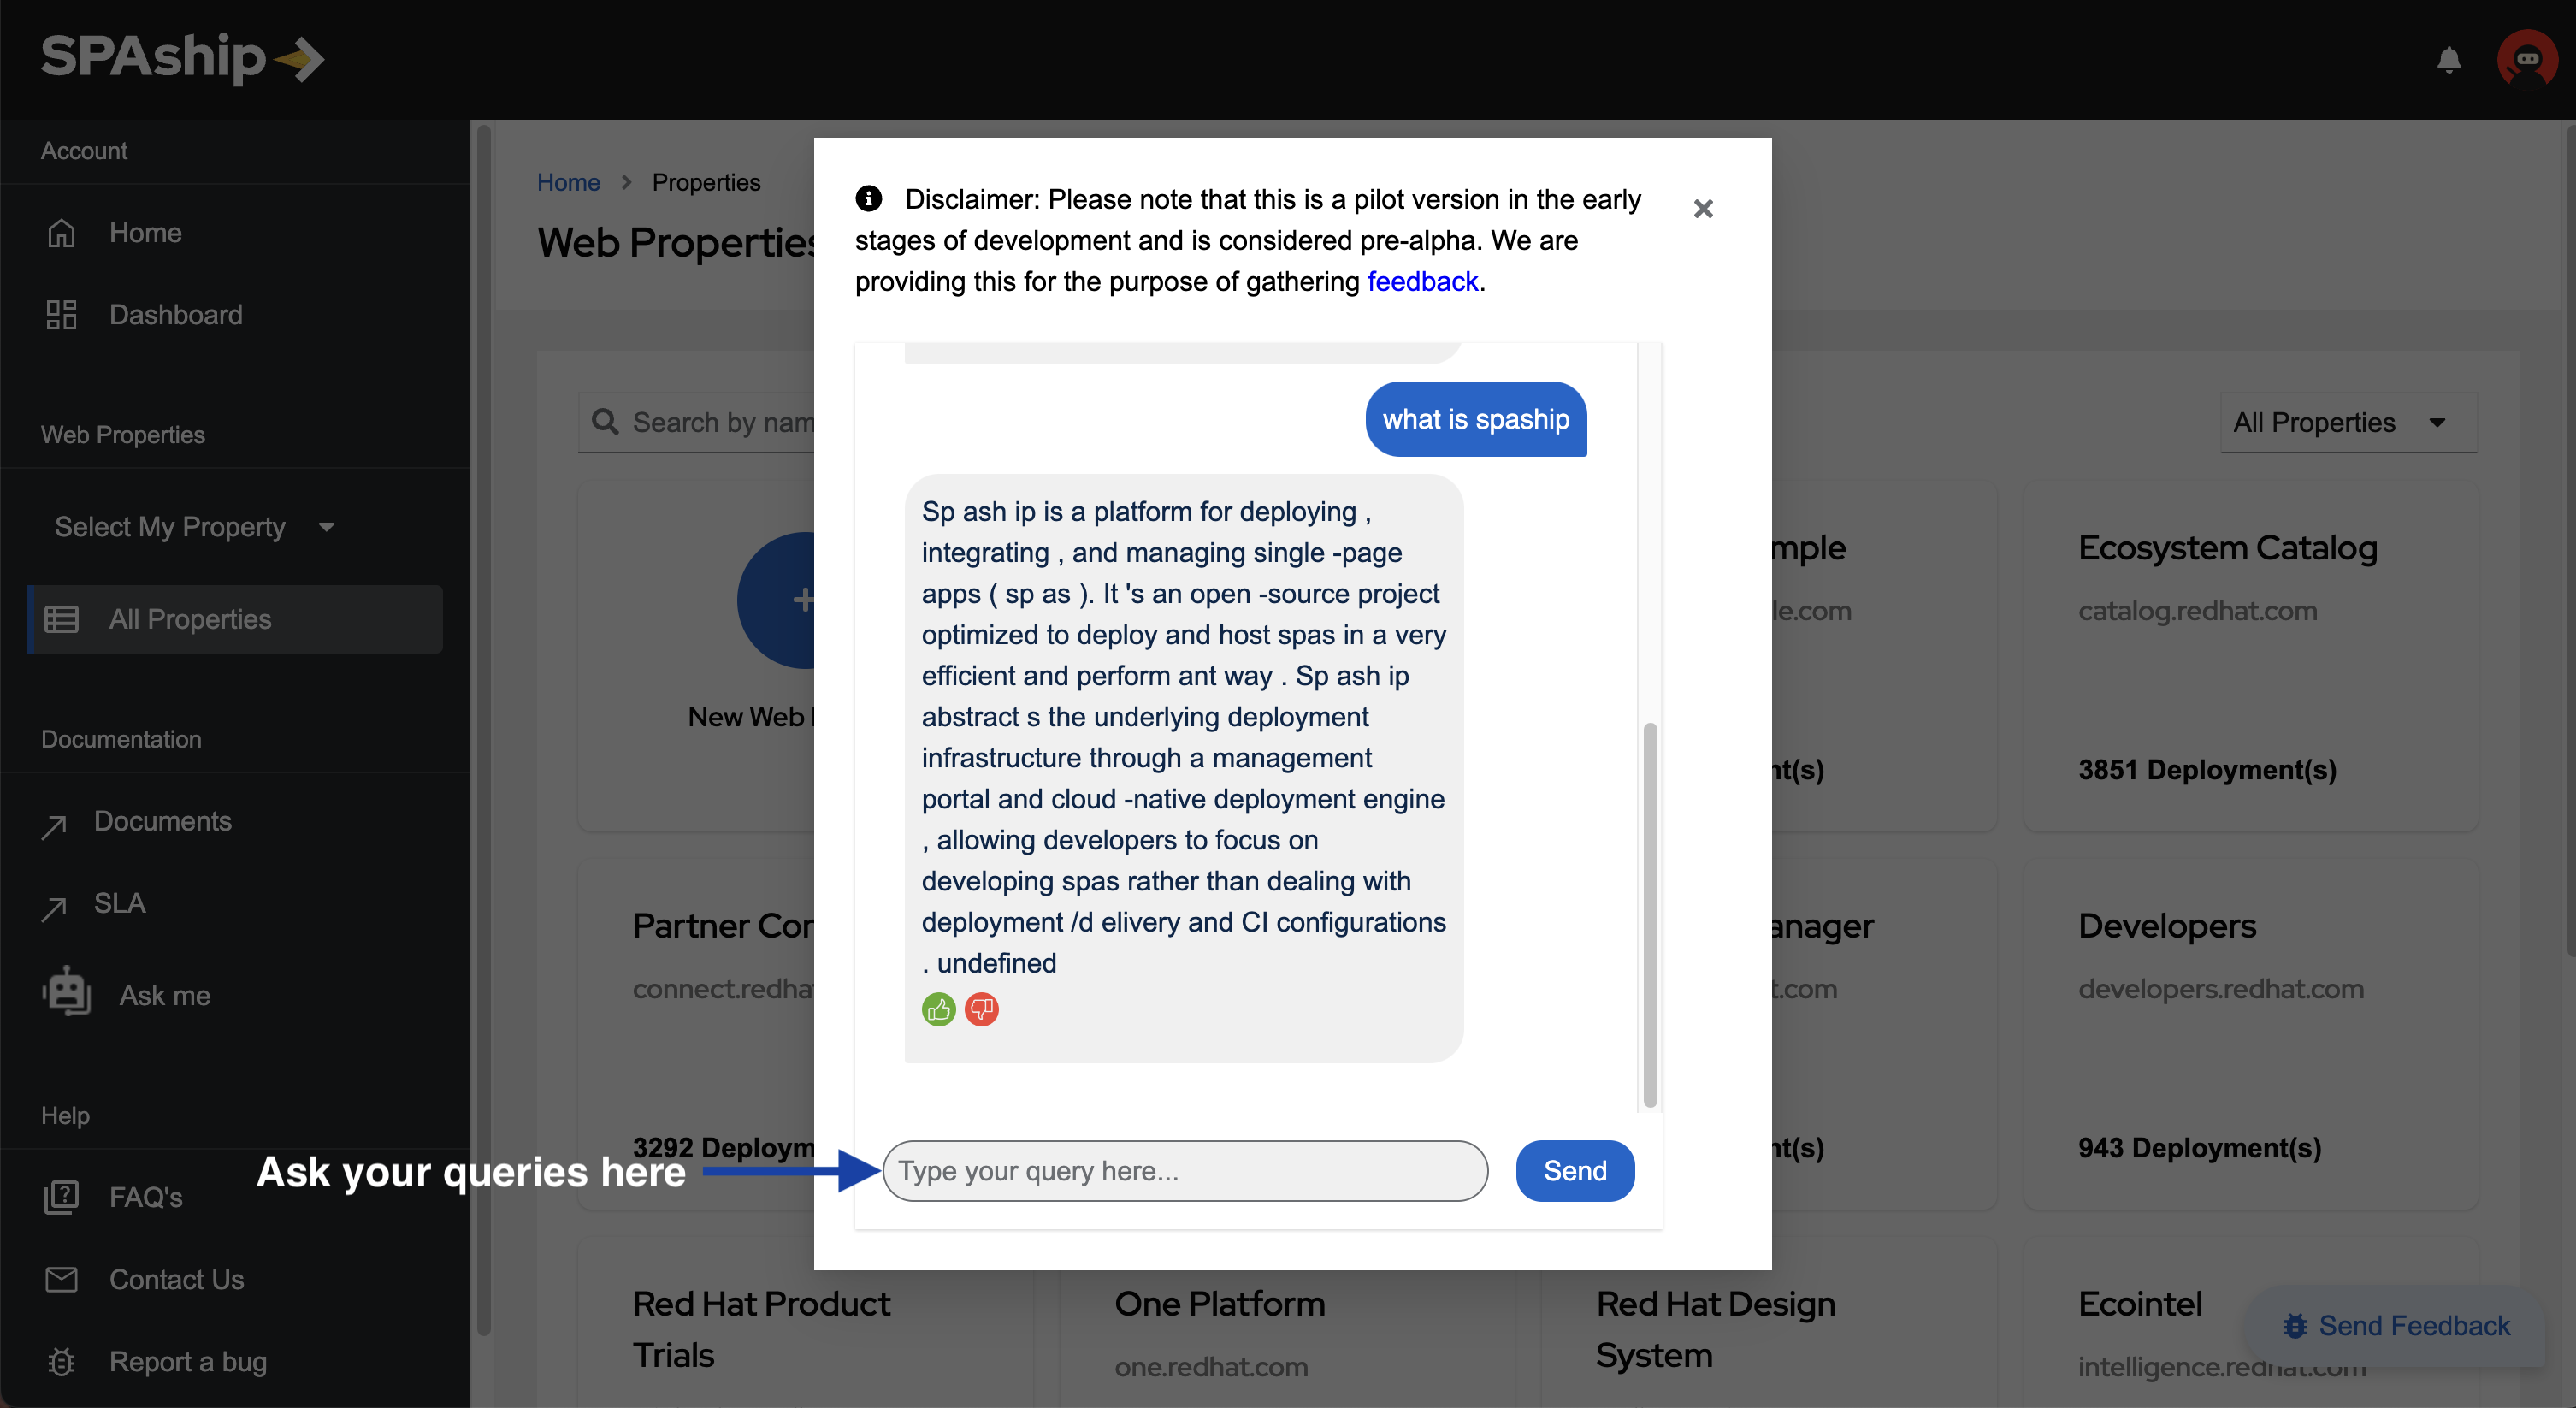 SPAship
Account
Home
Dashboard
Web Properties
Select My Property
All Properties
Documentation
Documents
SLA
Ask me
Help
FAQ's
Contact Us
Report a bug
Home > Properties
Web Properties
Search by nam
All Properties
New Web
mple
le.com
nt(s)
Ecosystem Catalog
catalog.redhat.com
3851 Deployment(s)
Partner Con
connect.redha
3292 Deploym
anager
t.com
nt(s)
Developers
developers.redhat.com
943 Deployment(s)
Red Hat Product
Trials
One Platform
one.redhat.com
Red Hat Design
System
Ecointel
intelligence.redhat.com
Send Feedback
Disclaimer: Please note that this is a pilot version in the early
stages of development and is considered pre-alpha. We are
providing this for the purpose of gathering feedback.
what is spaship
Sp ash ip is a platform for deploying ,
integrating , and managing single -page
apps ( sp as ). It 's an open -source project
optimized to deploy and host spas in a very
efficient and perform ant way . Sp ash ip
abstract s the underlying deployment
infrastructure through a management
portal and cloud -native deployment engine
, allowing developers to focus on
developing spas rather than dealing with
deployment /d elivery and CI configurations
. undefined
Ask your queries here
Type your query here...
Send